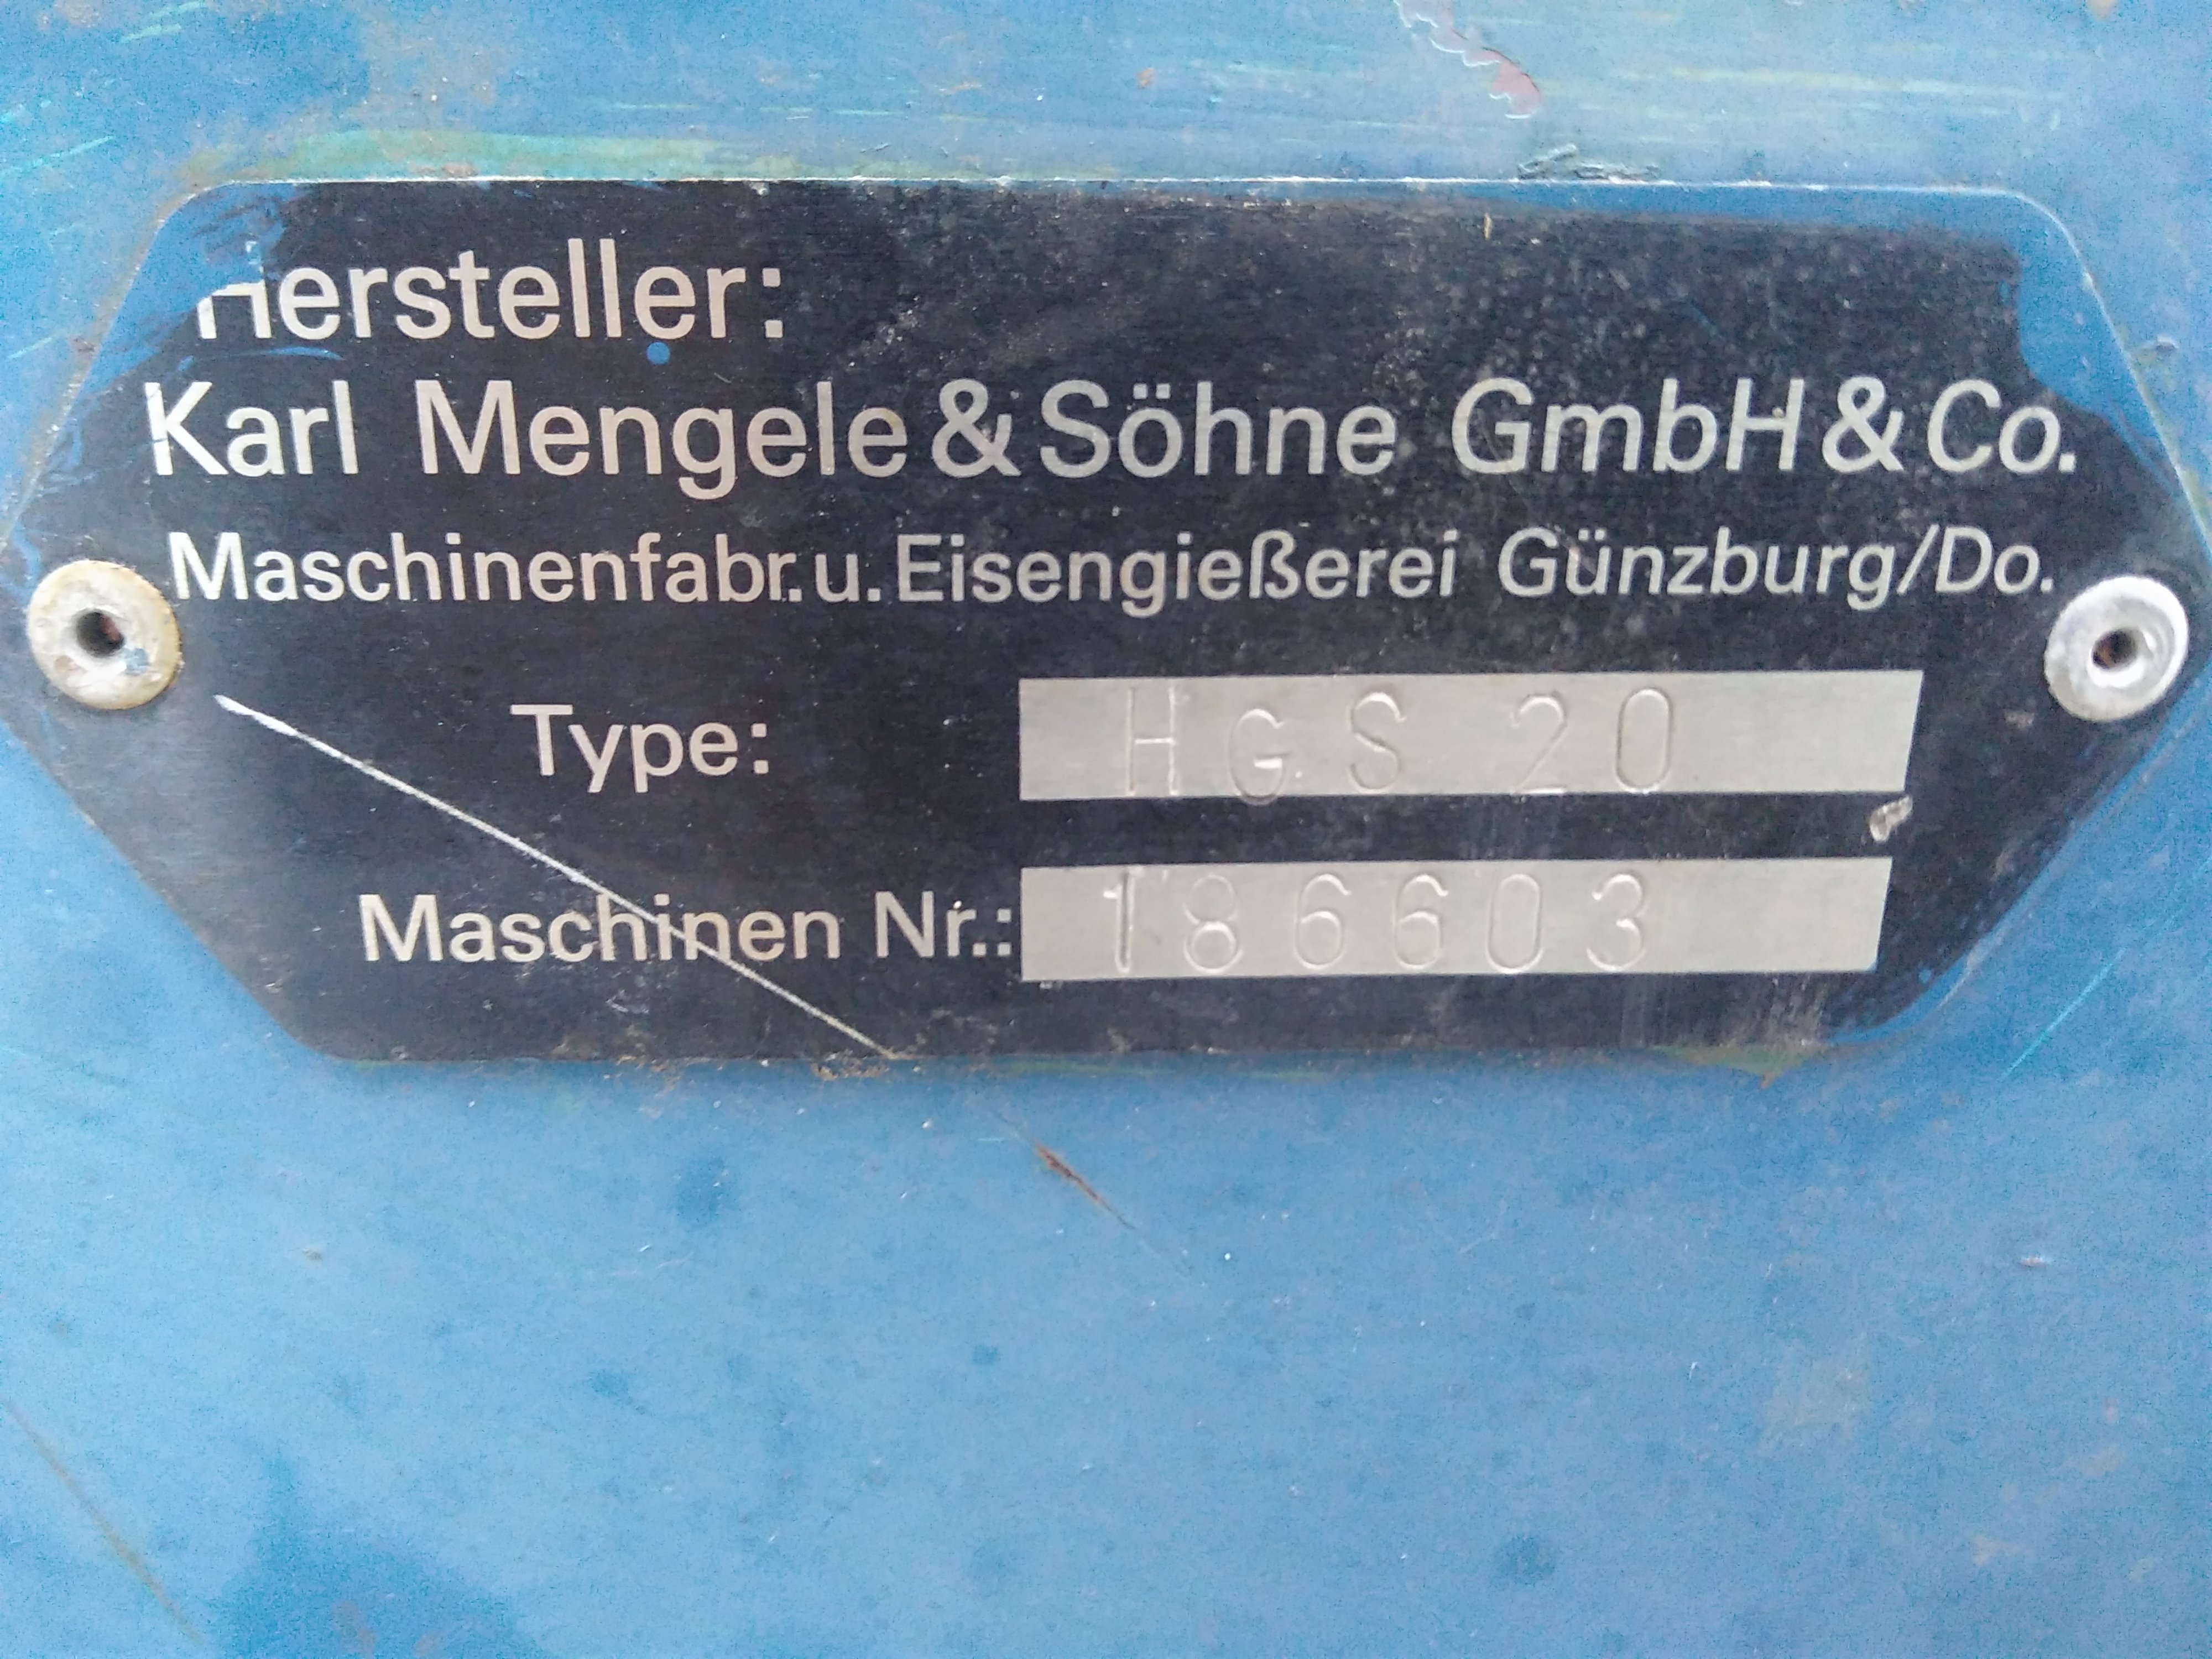 Hersteller:
Karl Mengele & Söhne GmbH & Co.
Maschinenfabr. u. Eisengießerei Günzburg/Do.
Type: HGS 20
Maschinen Nr.: 186603